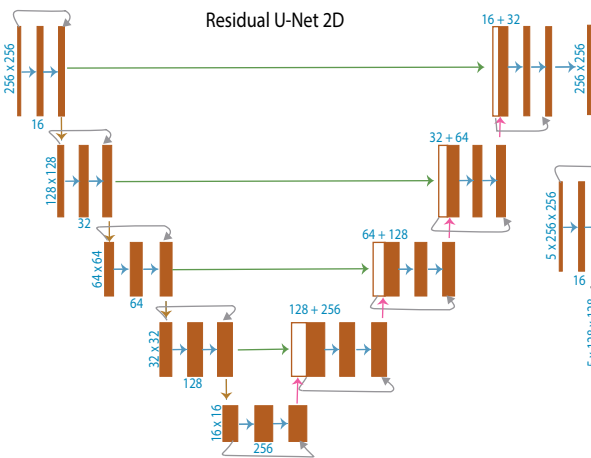 Residual U-Net 2D
16 + 32
256 x 256
256 x 256
16
32 + 64
128 x 128
32
64 + 128
5 x 256 x 256
64 x 64
64
16
128 + 256
32 x 32
128
16 x 16
256